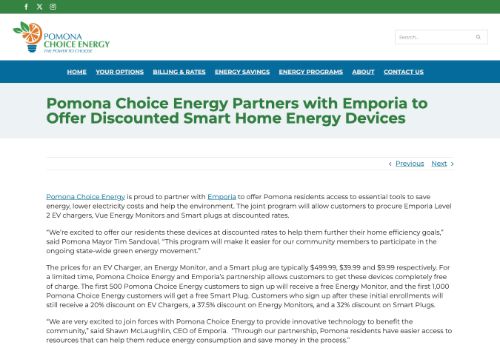 POMONA
CHOICE ENERGY
THE POWER TO CHOOSE
Search...
HOME YOUR OPTIONS BILLING & RATES ENERGY SAVINGS ENERGY PROGRAMS ABOUT CONTACT US
Pomona Choice Energy Partners with Emporia to
Offer Discounted Smart Home Energy Devices
Previous Next
Pomona Choice Energy is proud to partner with Emporia to offer Pomona residents access to essential tools to save
energy, lower electricity costs and help the environment. The joint program will allow customers to procure Emporia Level
2 EV chargers, Vue Energy Monitors and Smart plugs at discounted rates.
“We’re excited to offer our residents these devices at discounted rates to help them further their home efficiency goals,”
said Pomona Mayor Tim Sandoval. “This program will make it easier for our community members to participate in the
ongoing state-wide green energy movement.”
The prices for an EV Charger, an Energy Monitor, and a Smart plug are typically $499.99, $39.99 and $9.99 respectively. For
a limited time, Pomona Choice Energy and Emporia’s partnership allows customers to get these devices completely free
of charge. The first 500 Pomona Choice Energy customers to sign up will receive a free Energy Monitor, and the first 1,000
Pomona Choice Energy customers will get a free Smart Plug. Customers who sign up after these initial enrollments will
still receive a 20% discount on EV Chargers, a 37.5% discount on Energy Monitors, and a 32% discount on Smart Plugs.
“We are very excited to join forces with Pomona Choice Energy to provide innovative technology to benefit the
community,” said Shawn McLaughlin, CEO of Emporia. “Through our partnership, Pomona residents have easier access to
resources that can help them reduce energy consumption and save money in the process.”